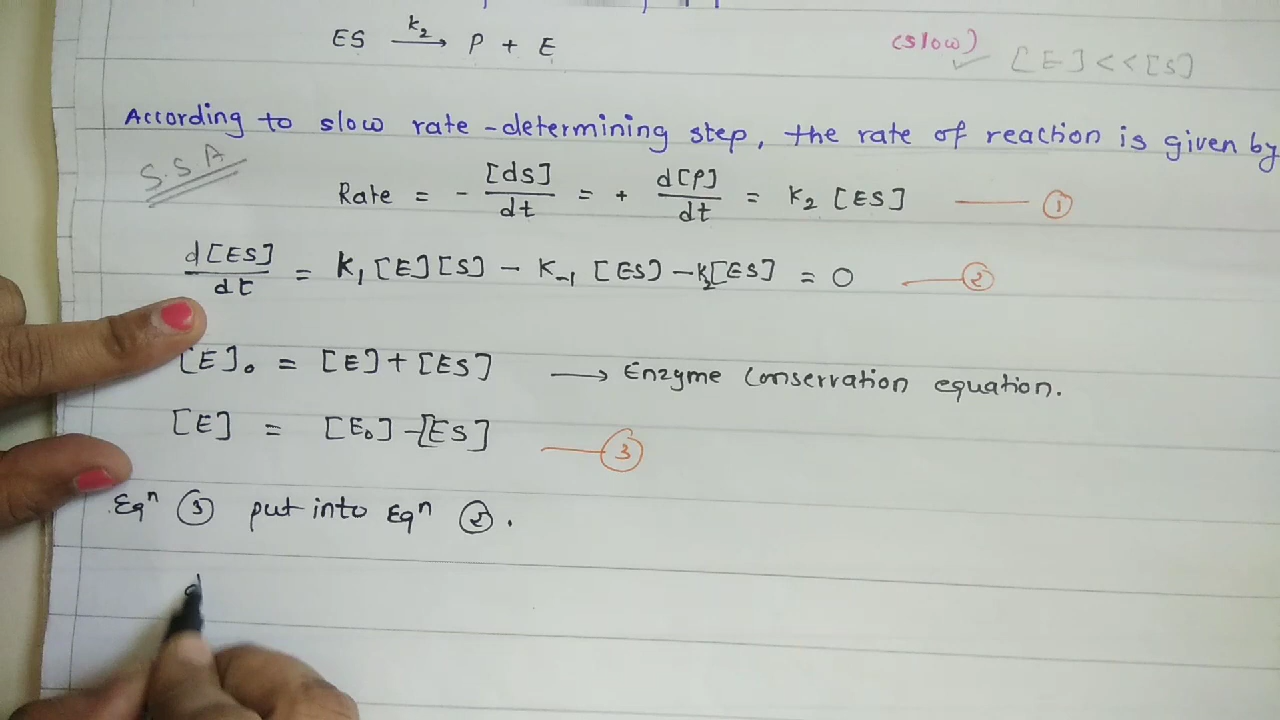 ES —k₂→ P + E (slow) [E]<<[S]
According to slow rate-determining step, the rate of reaction is given by
S.S A
Rate = - [ds]/dt = + d[P]/dt = K₂ [ES] —— ①
d[ES]/dt = K₁ [E][S] - K₋₁ [ES] - K₂[ES] = 0 —— ②
[E]₀ = [E]+[ES] → Enzyme conservation equation.
[E] = [E₀] -[ES] —— ③
Eqⁿ ③ put into Eqⁿ ②.